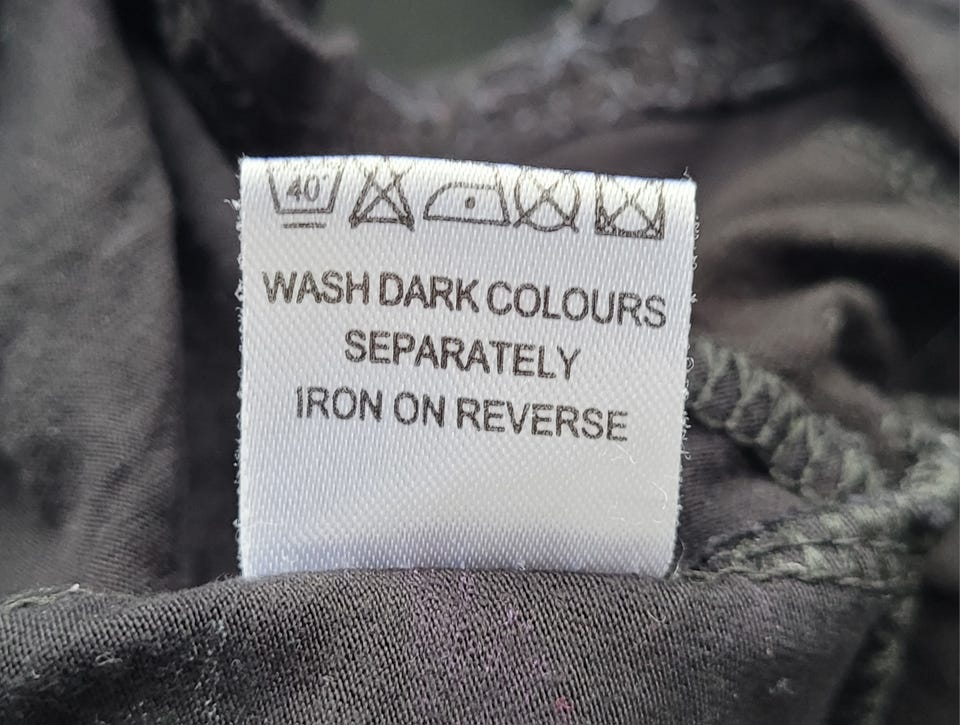 40°
WASH DARK COLOURS
SEPARATELY
IRON ON REVERSE